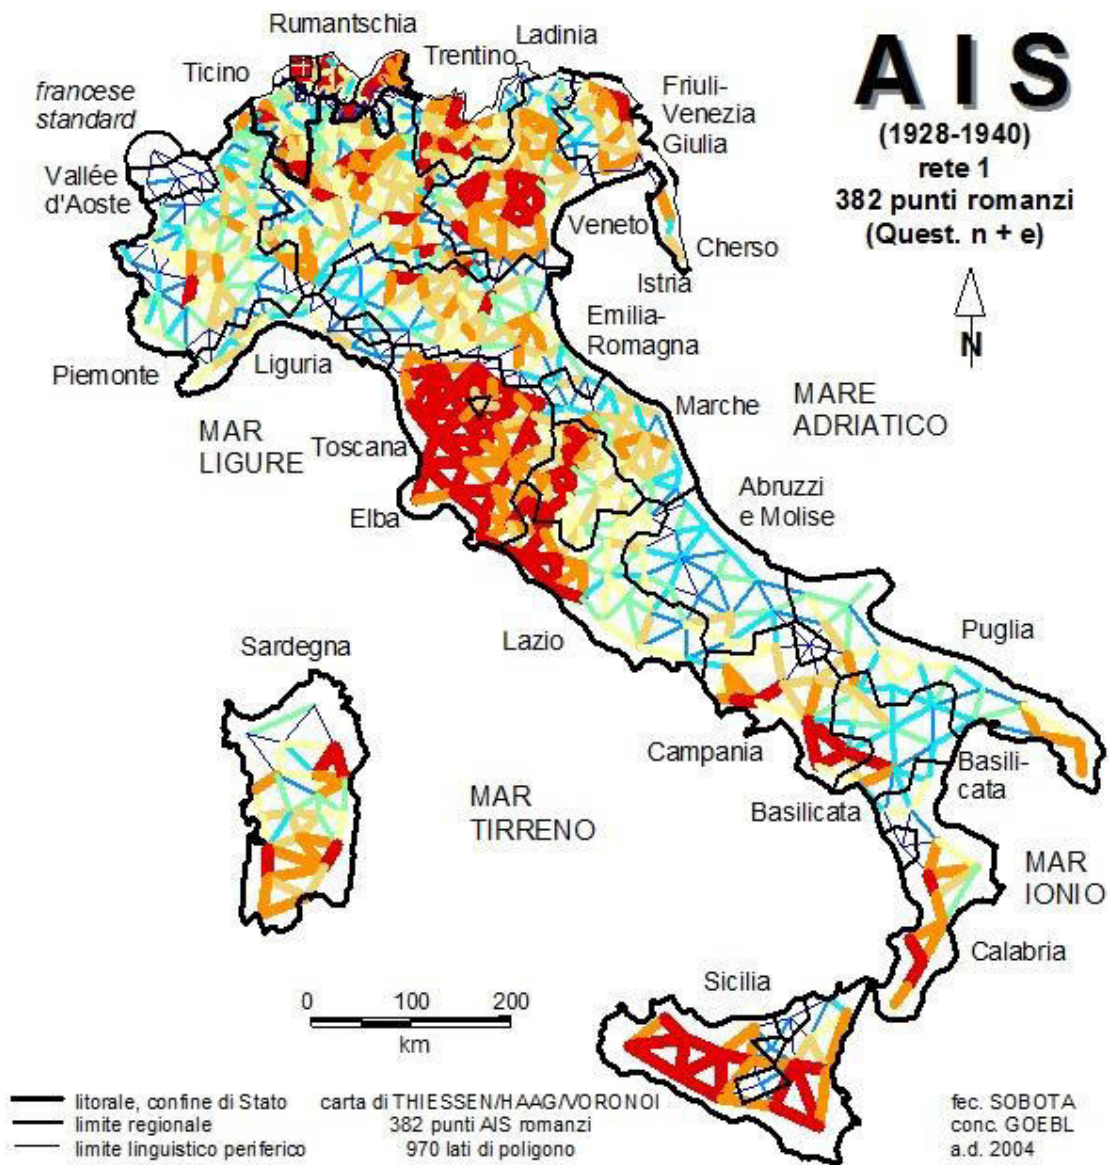 Rumantschia
Ladinia
Trentino
Ticino
francese
standard
Friuli-
Venezia
Giulia
A I S
(1928-1940)
rete 1
382 punti romanzi
(Quest. n + e)
N
Vallée
d'Aoste
Veneto
Cherso
Istria
Emilia-
Romagna
Piemonte
Liguria
Marche
MARE
ADRIATICO
MAR
LIGURE
Toscana
Elba
Abruzzi
e Molise
Lazio
Puglia
Sardegna
Campania
Basili-
cata
Basilicata
MAR
TIRRENO
MAR
IONIO
Calabria
Sicilia
0 100 200
km
litorale, confine di Stato
limite regionale
limite linguistico periferico
carta di THIESSEN/HAAG/VORONOI
382 punti AIS romanzi
970 lati di poligono
fec. SOBOTA
conc. GOEBL
a.d. 2004